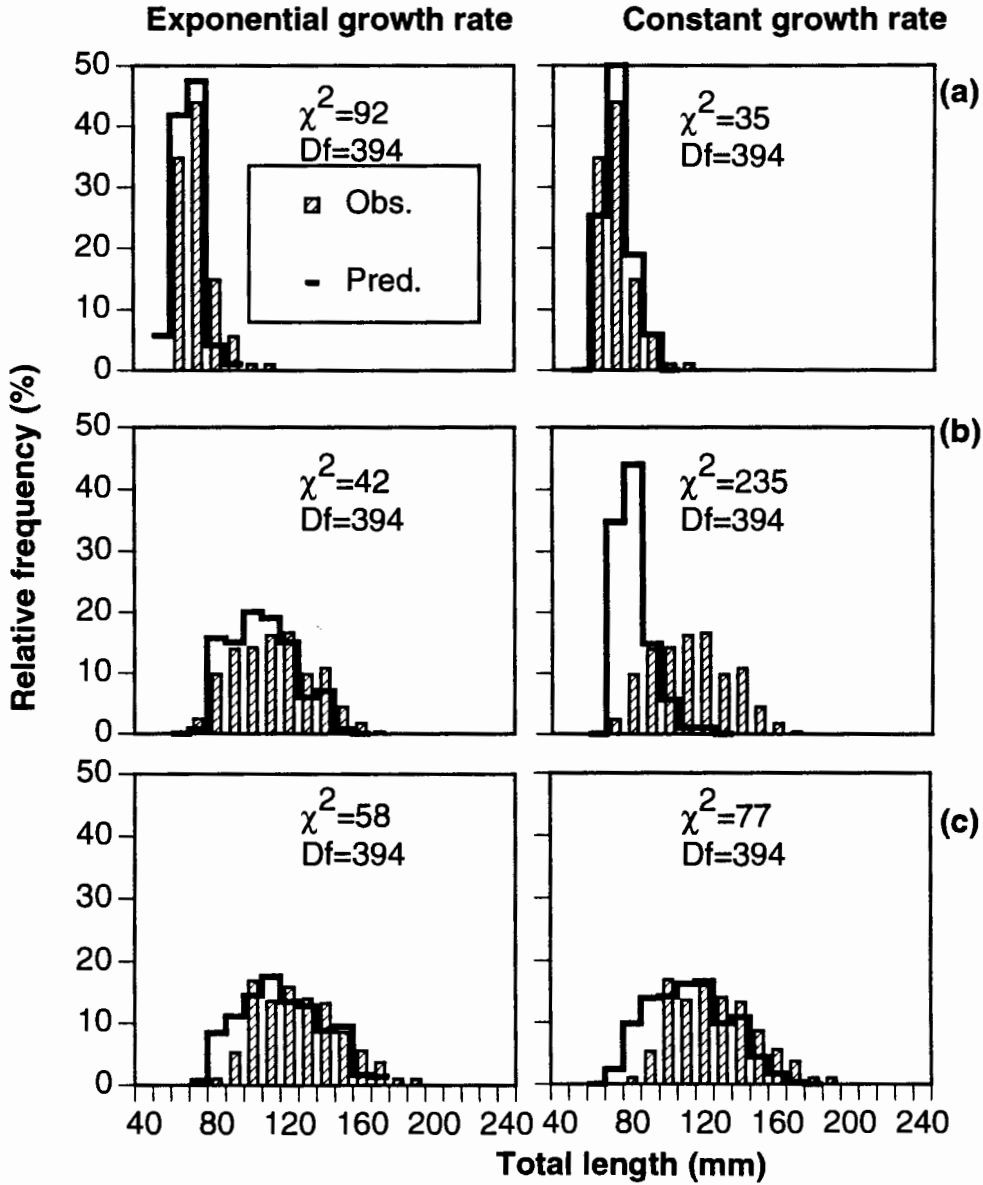 Exponential growth rate
Constant growth rate
(a)
50
40
30
20
10
0
χ2=92
Df=394
Obs.
Pred.
χ2=35
Df=394
(b)
50
40
30
20
10
0
χ2=42
Df=394
χ2=235
Df=394
(c)
50
40
30
20
10
0
χ2=58
Df=394
χ2=77
Df=394
40 80 120 160 200 240
40 80 120 160 200 240
Relative frequency (%)
Total length (mm)